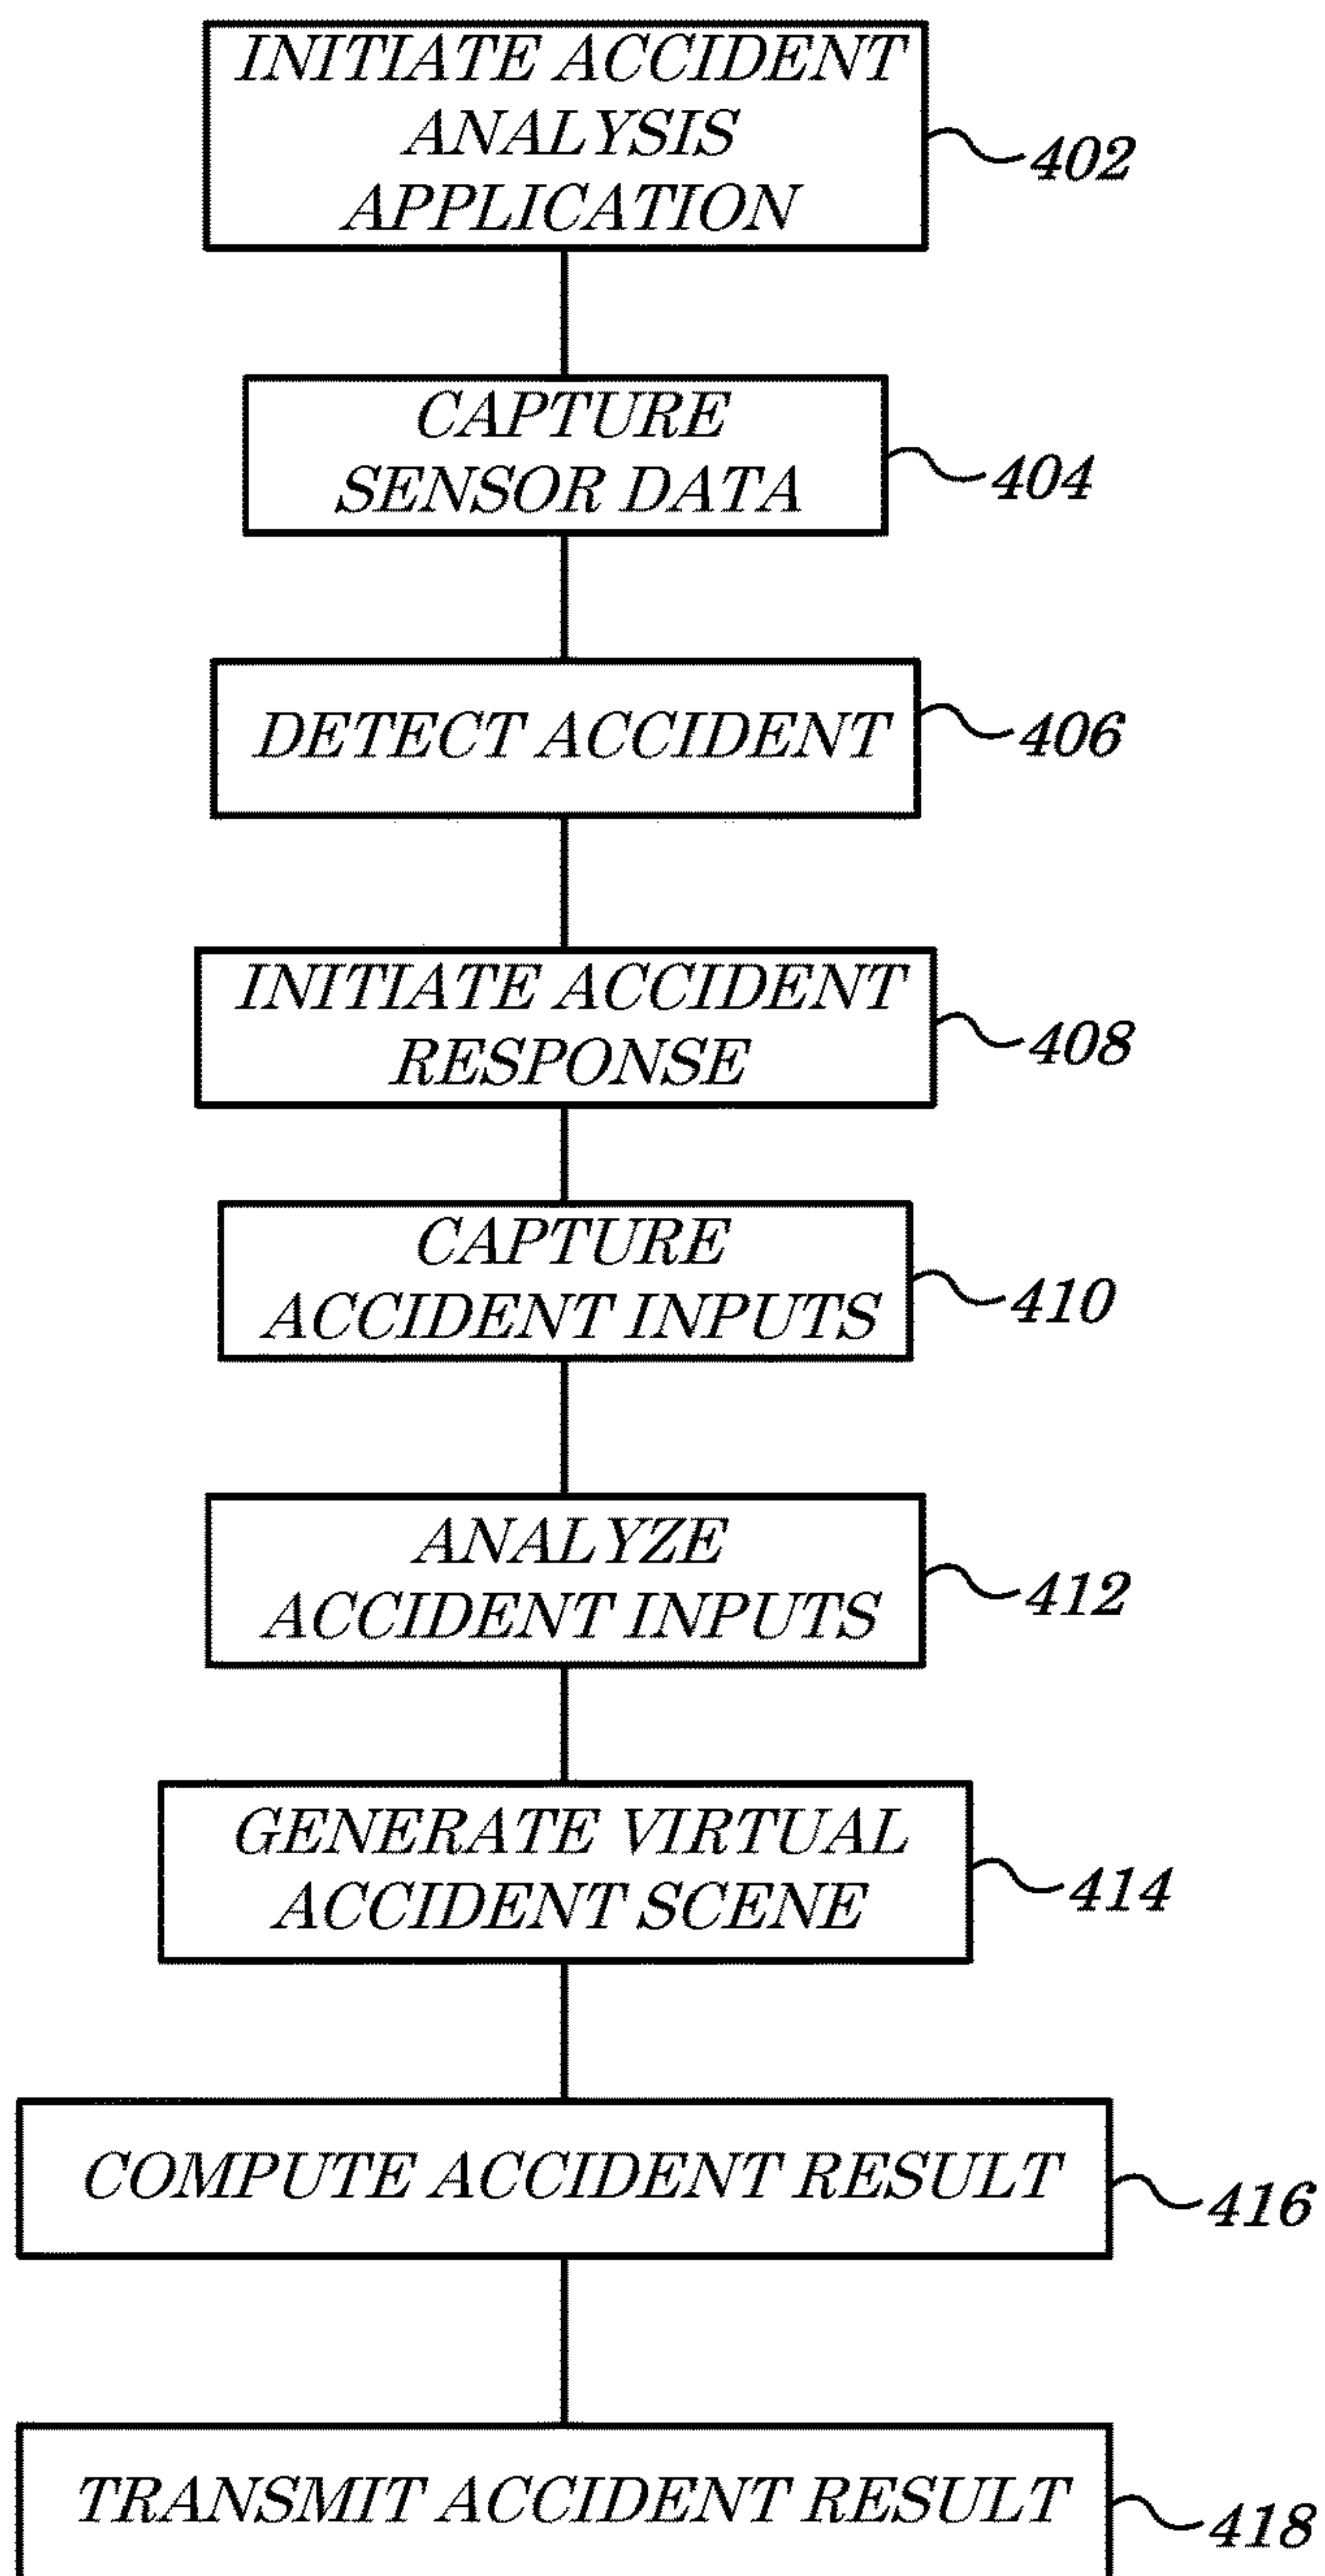 INITIATE ACCIDENT
ANALYSIS
APPLICATION
402
CAPTURE
SENSOR DATA
404
DETECT ACCIDENT
406
INITIATE ACCIDENT
RESPONSE
408
CAPTURE
ACCIDENT INPUTS
410
ANALYZE
ACCIDENT INPUTS
412
GENERATE VIRTUAL
ACCIDENT SCENE
414
COMPUTE ACCIDENT RESULT
416
TRANSMIT ACCIDENT RESULT
418